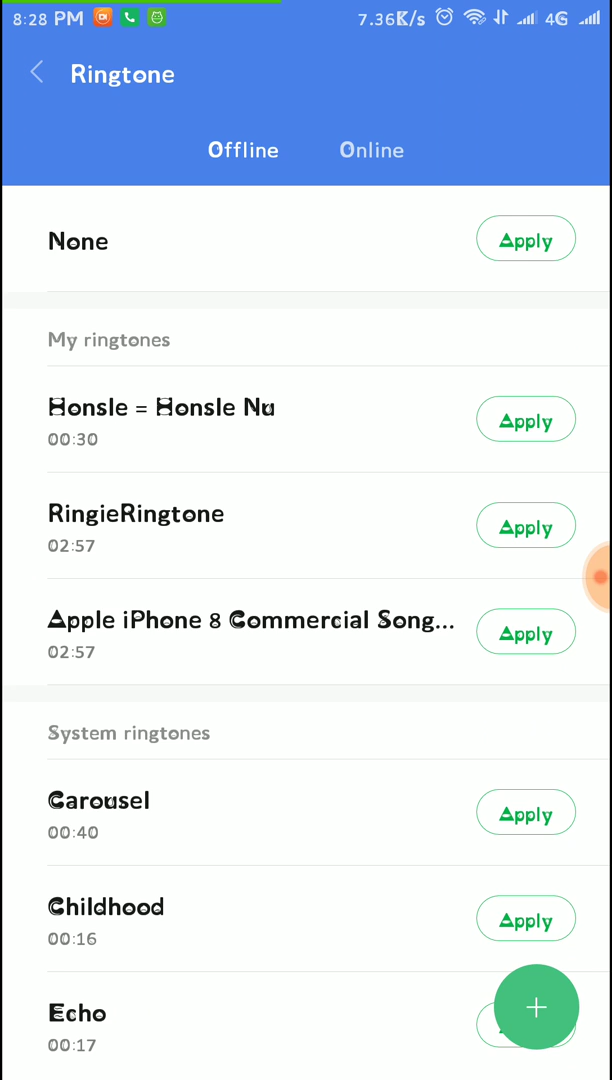 8:28 PM 7.36K/s 4G
Ringtone
Offline Online
None Apply
My ringtones
Honsle = Honsle Nu
00:30
Apply
RingieRingtone
02:57
Apply
Apple iPhone 8 Commercial Song...
02:57
Apply
System ringtones
Carousel
00:40
Apply
Childhood
00:16
Apply
Echo
00:17